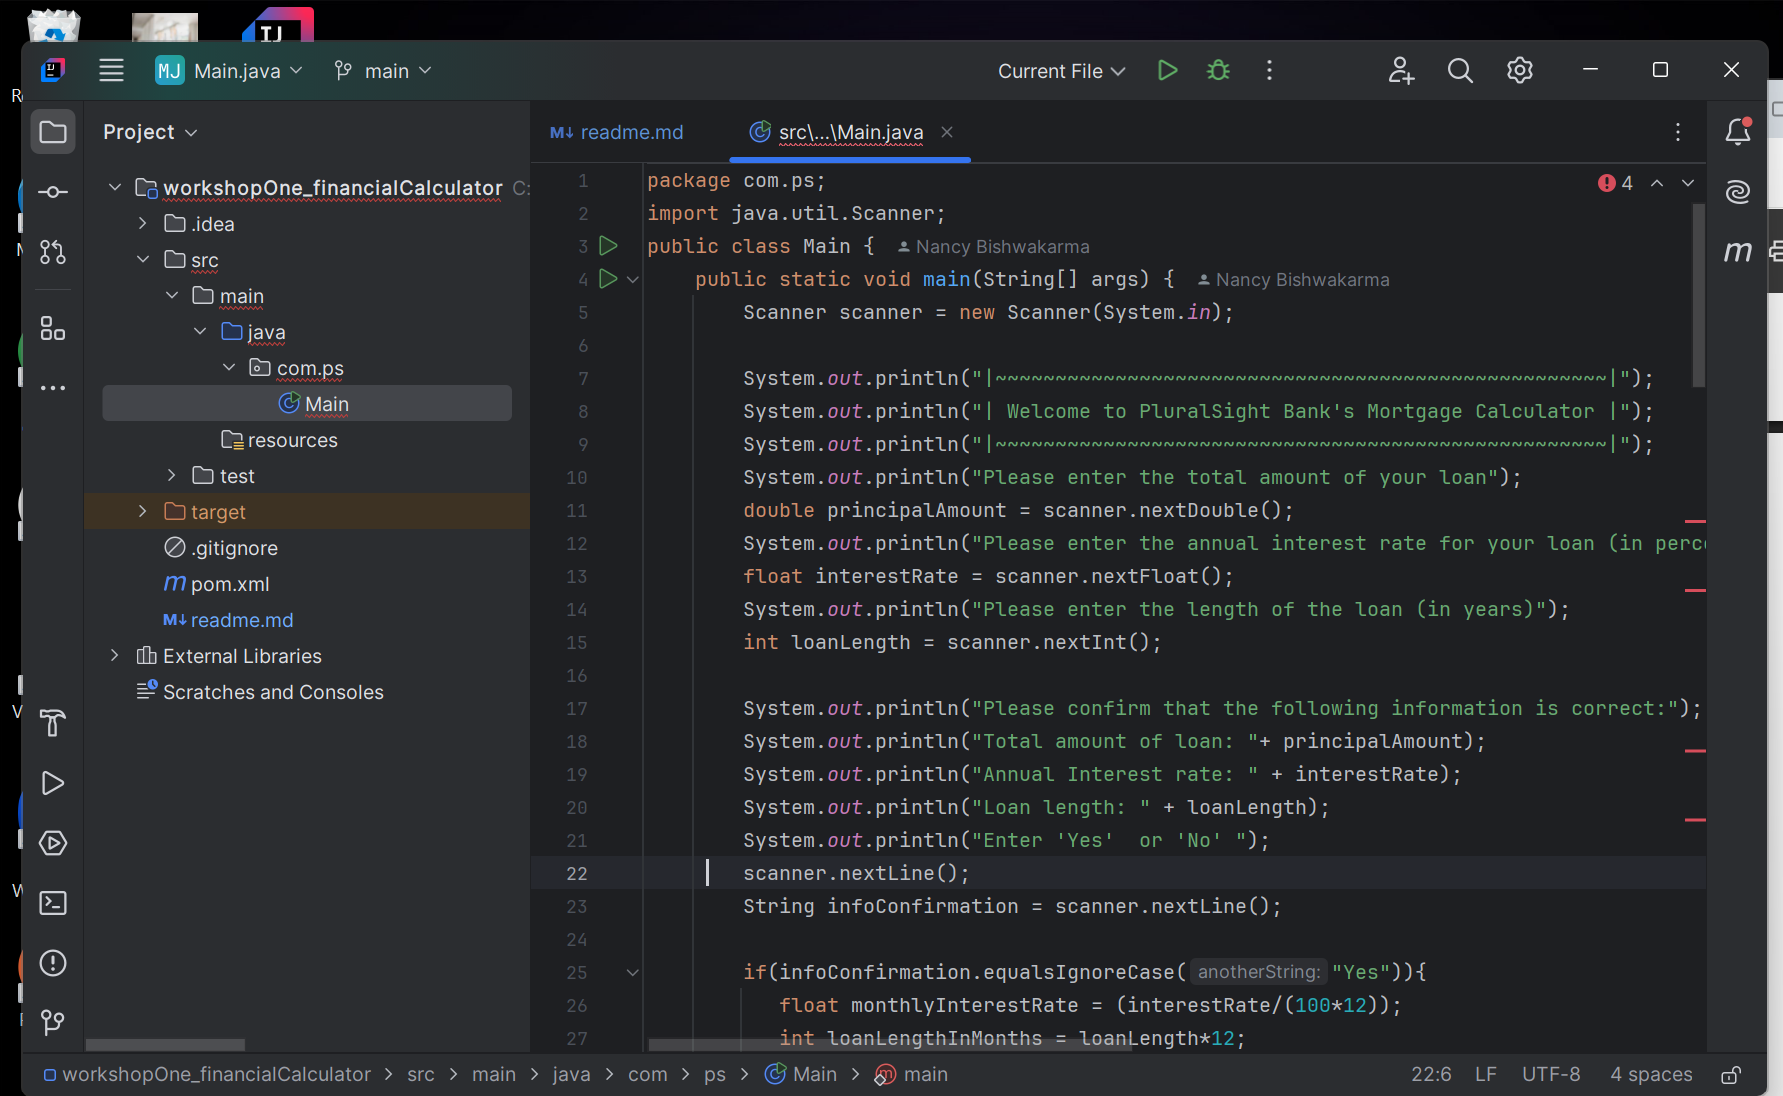 IJ
MJ Main.java main Current File
Project
workshopOne_financialCalculator C:
.idea
src
main
java
com.ps
Main
resources
test
target
.gitignore
pom.xml
readme.md
External Libraries
Scratches and Consoles
readme.md src\...\Main.java
4
1 package com.ps;
2 import java.util.Scanner;
3 public class Main { Nancy Bishwakarma
4 public static void main(String[] args) { Nancy Bishwakarma
5 Scanner scanner = new Scanner(System.in);
6
7 System.out.println("|~~~~~~~~~~~~~~~~~~~~~~~~~~~~~~~~~~~~~~~~~~~~~~~~~~~|");
8 System.out.println("| Welcome to PluralSight Bank's Mortgage Calculator |");
9 System.out.println("|~~~~~~~~~~~~~~~~~~~~~~~~~~~~~~~~~~~~~~~~~~~~~~~~~~~|");
10 System.out.println("Please enter the total amount of your loan");
11 double principalAmount = scanner.nextDouble();
12 System.out.println("Please enter the annual interest rate for your loan (in perc
13 float interestRate = scanner.nextFloat();
14 System.out.println("Please enter the length of the loan (in years)");
15 int loanLength = scanner.nextInt();
16
17 System.out.println("Please confirm that the following information is correct:");
18 System.out.println("Total amount of loan: "+ principalAmount);
19 System.out.println("Annual Interest rate: " + interestRate);
20 System.out.println("Loan length: " + loanLength);
21 System.out.println("Enter 'Yes'  or 'No' ");
22 scanner.nextLine();
23 String infoConfirmation = scanner.nextLine();
24
25 if(infoConfirmation.equalsIgnoreCase( anotherString: "Yes")){
26 float monthlyInterestRate = (interestRate/(100*12));
27 int loanLengthInMonths = loanLength*12;
workshopOne_financialCalculator > src > main > java > com > ps > Main > main 22:6 LF UTF-8 4 spaces